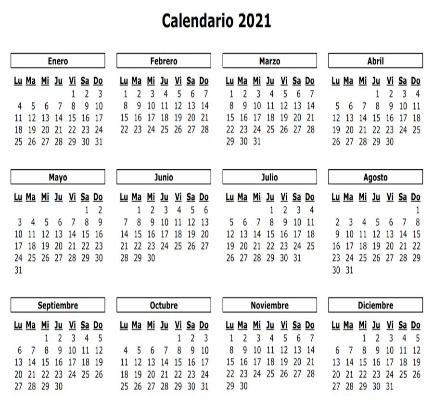 Calendario 2021
Enero Febrero Marzo Abril
Lu Ma Mi Ju Vi Sa Do Lu Ma Mi Ju Vi Sa Do Lu Ma Mi Ju Vi Sa Do Lu Ma Mi Ju Vi Sa Do
1 2 3 1 2 3 4 5 6 7 1 2 3 4 5 6 7 1 2 3 4
4 5 6 7 8 9 10 8 9 10 11 12 13 14 8 9 10 11 12 13 14 5 6 7 8 9 10 11
11 12 13 14 15 16 17 15 16 17 18 19 20 21 15 16 17 18 19 20 21 12 13 14 15 16 17 18
18 19 20 21 22 23 24 22 23 24 25 26 27 28 22 23 24 25 26 27 28 19 20 21 22 23 24 25
25 26 27 28 29 30 31 29 30 31 26 27 28 29 30
Mayo Junio Julio Agosto
Lu Ma Mi Ju Vi Sa Do Lu Ma Mi Ju Vi Sa Do Lu Ma Mi Ju Vi Sa Do Lu Ma Mi Ju Vi Sa Do
1 2 1 2 3 4 5 6 1 2 3 4 1
3 4 5 6 7 8 9 7 8 9 10 11 12 13 5 6 7 8 9 10 11 2 3 4 5 6 7 8
10 11 12 13 14 15 16 14 15 16 17 18 19 20 12 13 14 15 16 17 18 9 10 11 12 13 14 15
17 18 19 20 21 22 23 21 22 23 24 25 26 27 19 20 21 22 23 24 25 16 17 18 19 20 21 22
24 25 26 27 28 29 30 28 29 30 26 27 28 29 30 31 23 24 25 26 27 28 29
31 30 31
Septiembre Octubre Noviembre Diciembre
Lu Ma Mi Ju Vi Sa Do Lu Ma Mi Ju Vi Sa Do Lu Ma Mi Ju Vi Sa Do Lu Ma Mi Ju Vi Sa Do
1 2 3 4 5 1 2 3 1 2 3 4 5 6 7 1 2 3 4 5
6 7 8 9 10 11 12 4 5 6 7 8 9 10 8 9 10 11 12 13 14 6 7 8 9 10 11 12
13 14 15 16 17 18 19 11 12 13 14 15 16 17 15 16 17 18 19 20 21 13 14 15 16 17 18 19
20 21 22 23 24 25 26 18 19 20 21 22 23 24 22 23 24 25 26 27 28 20 21 22 23 24 25 26
27 28 29 30 25 26 27 28 29 30 31 29 30 27 28 29 30 31